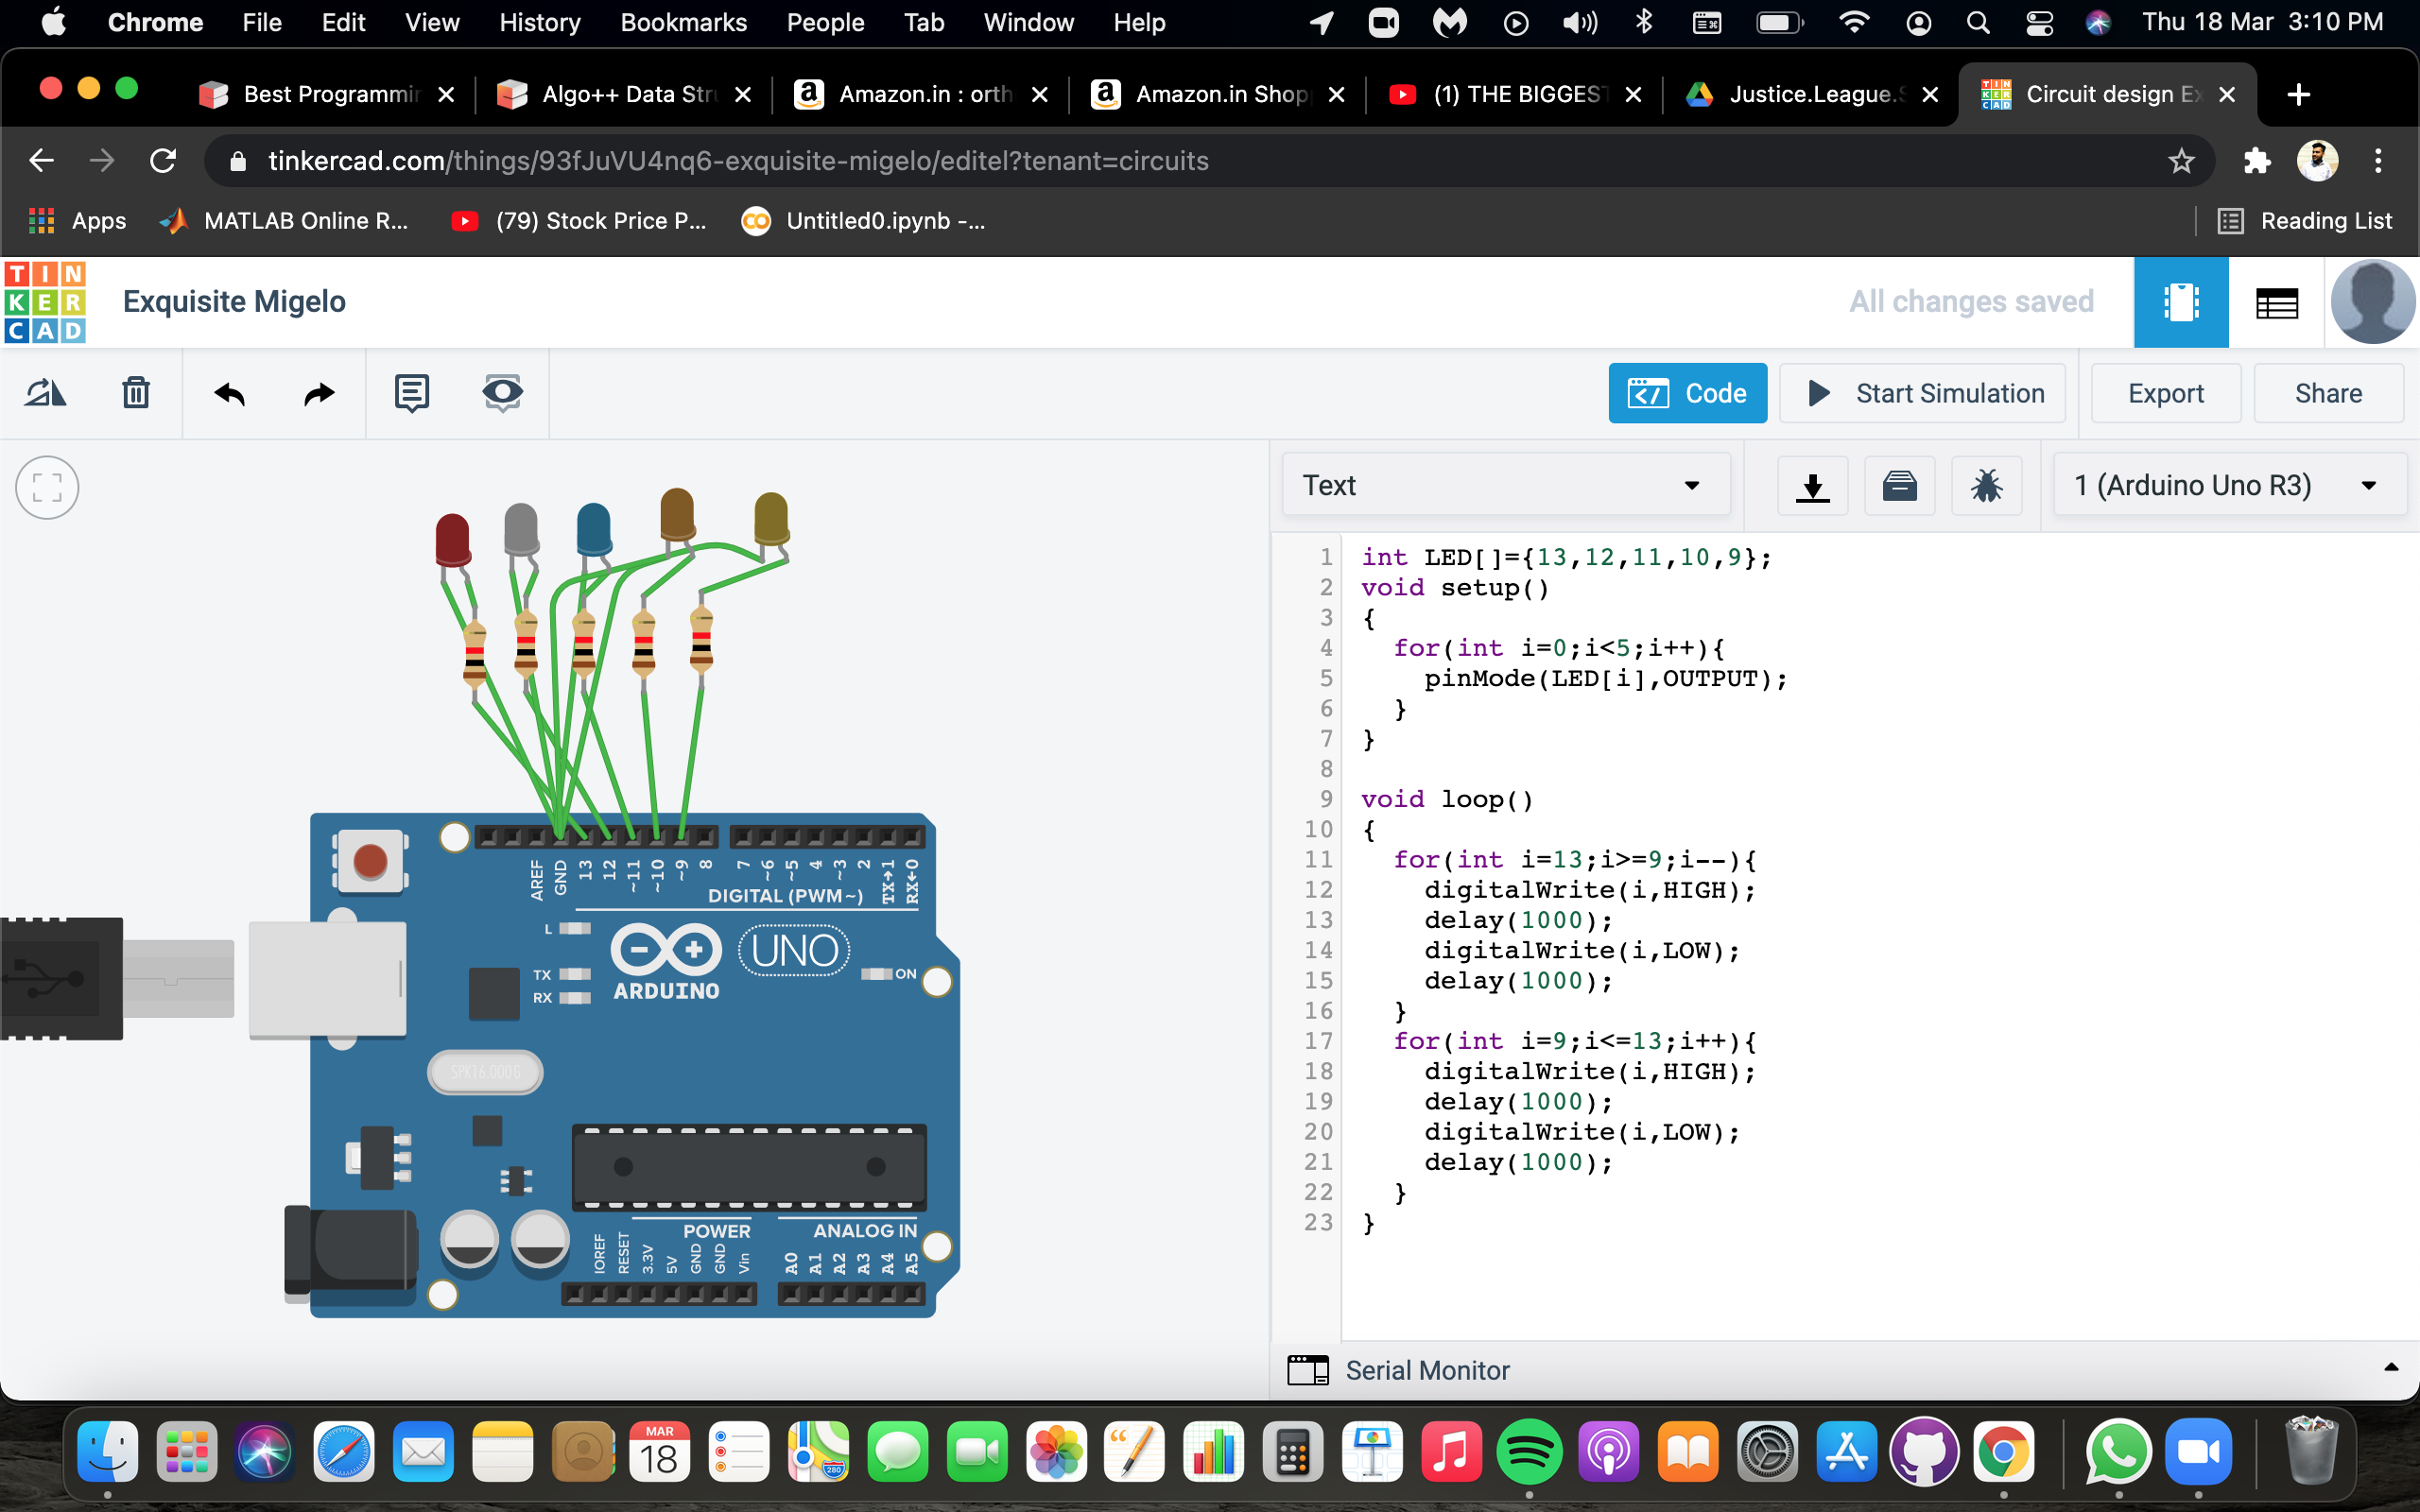 Chrome File Edit View History Bookmarks People Tab Window Help Thu 18 Mar 3:10 PM
Best Programmin Algo++ Data Stru Amazon.in : orth Amazon.in Shop (1) THE BIGGEST Justice.League.S Circuit design Ex
tinkercad.com/things/93fJuVU4nq6-exquisite-migelo/editel?tenant=circuits
Apps MATLAB Online R... (79) Stock Price P... Untitled0.ipynb -... Reading List
TIN
KER
CAD
Exquisite Migelo All changes saved
Code Start Simulation Export Share
Text 1 (Arduino Uno R3)
1 int LED[]={13,12,11,10,9};
2 void setup()
3 {
4 for(int i=0;i<5;i++){
5 pinMode(LED[i],OUTPUT);
6 }
7 }
8
9 void loop()
10 {
11 for(int i=13;i>=9;i--){
12 digitalWrite(i,HIGH);
13 delay(1000);
14 digitalWrite(i,LOW);
15 delay(1000);
16 }
17 for(int i=9;i<=13;i++){
18 digitalWrite(i,HIGH);
19 delay(1000);
20 digitalWrite(i,LOW);
21 delay(1000);
22 }
23 }
AREF GND 13 12 ~11 ~10 ~9 8 7 ~6 ~5 4 ~3 2 TX→1 RX←0
DIGITAL (PWM~)
L
UNO
TX ON
RX ARDUINO
SPK16.000G
POWER ANALOG IN
IOREF RESET 3.3V 5V GND GND Vin A0 A1 A2 A3 A4 A5
Serial Monitor
MAR
18
280